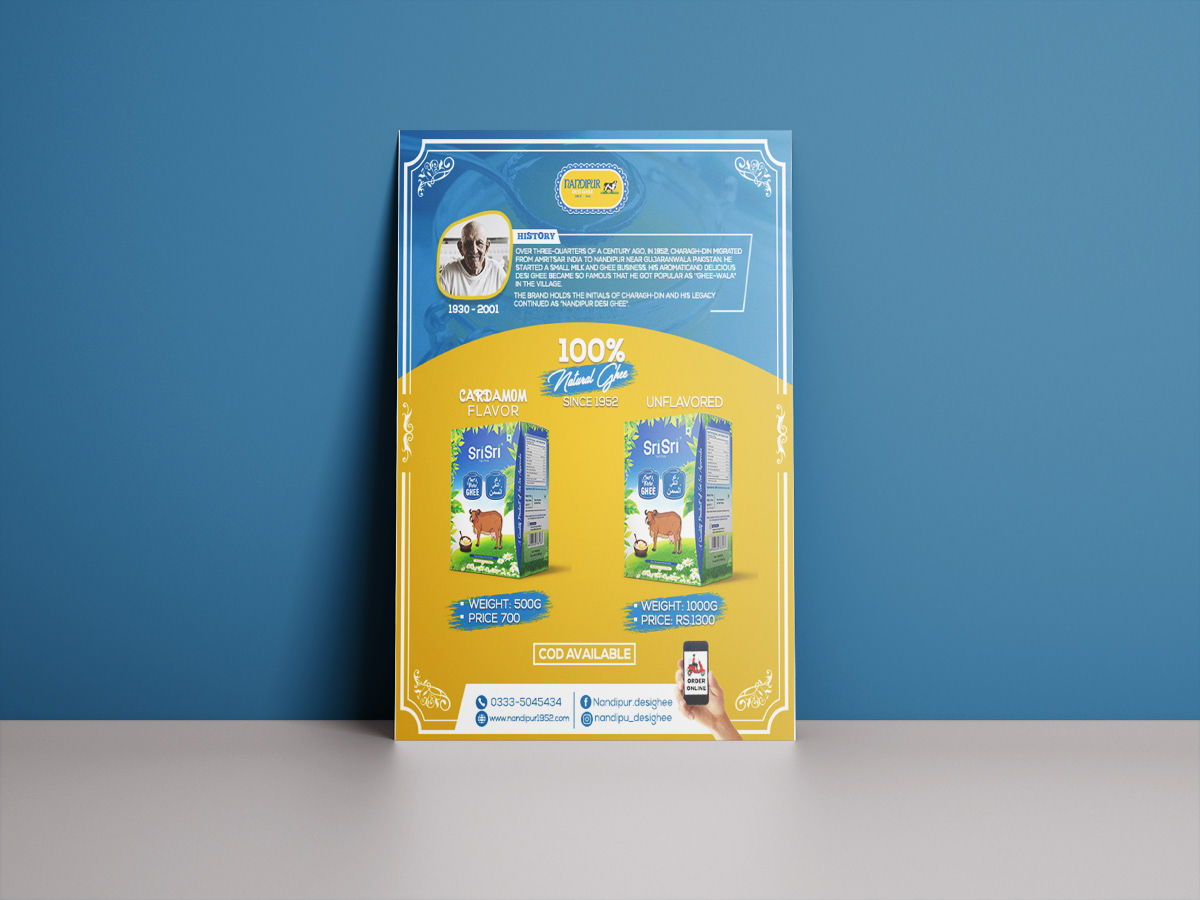 NANDIPUR
HISTORY
OVER THREE-QUARTERS OF A CENTURY AGO, IN 1952, CHARAGH-DIN MIGRATED
FROM AMRITSAR INDIA TO NANDIPUR NEAR GUJARANWALA PAKISTAN. HE
STARTED A SMALL MILK AND GHEE BUSINESS. HIS AROMATICAND DELICIOUS
DESI GHEE BECAME SO FAMOUS THAT HE GOT POPULAR AS "GHEE-WALA"
IN THE VILLAGE.
THE BRAND HOLDS THE INITIALS OF CHARAGH-DIN AND HIS LEGACY
CONTINUED AS "NANDIPUR DESI GHEE".
1930 - 2001
100%
Natural Ghee
SINCE 1952
CARDAMOM
FLAVOR
UNFLAVORED
SriSri
GHEE
السمن
SriSri
GHEE
السمن
WEIGHT: 500G
PRICE 700
WEIGHT: 1000G
PRICE: RS.1300
COD AVAILABLE
ORDER
ONLINE
0333-5045434
www.nandipur1952.com
Nandipur.desighee
nandipu_desighee